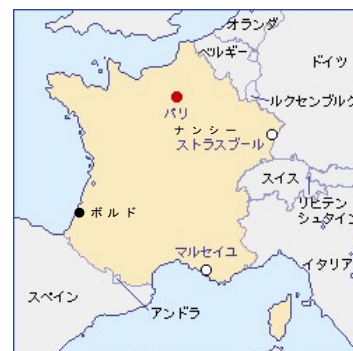 オランダ
ベルギー
ドイツ
ルクセンブルク
パリ
ナンシー
ストラスブール
スイス
リヒテン
シュタイン
ボルド
マルセイユ
イタリア
スペイン
アンドラ